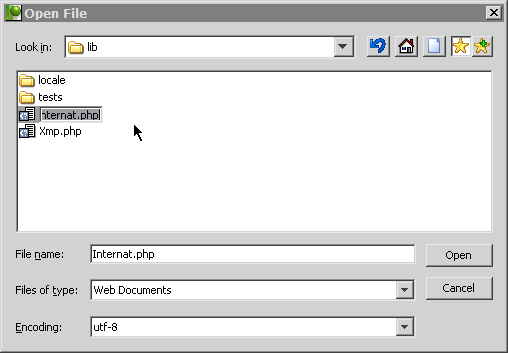 Open File
Look in: lib
locale
tests
Internat.php
Xmp.php
File name: Internat.php Open
Files of type: Web Documents Cancel
Encoding: utf-8